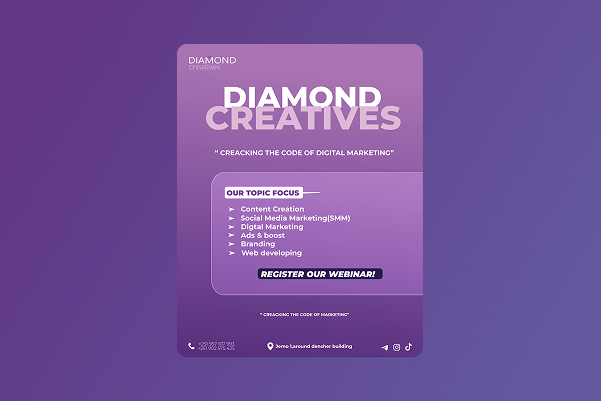 DIAMOND
creatives
DIAMOND
CREATIVES
“ CREACKING THE CODE OF DIGITAL MARKETING”
OUR TOPIC FOCUS
➢ Content Creation
➢ Social Media Marketing(SMM)
➢ Digtal Marketing
➢ Ads & boost
➢ Branding
➢ Web developing
REGISTER OUR WEBINAR!
“ CREACKING THE CODE OF MARKETING”
Jemo 1,around densher building